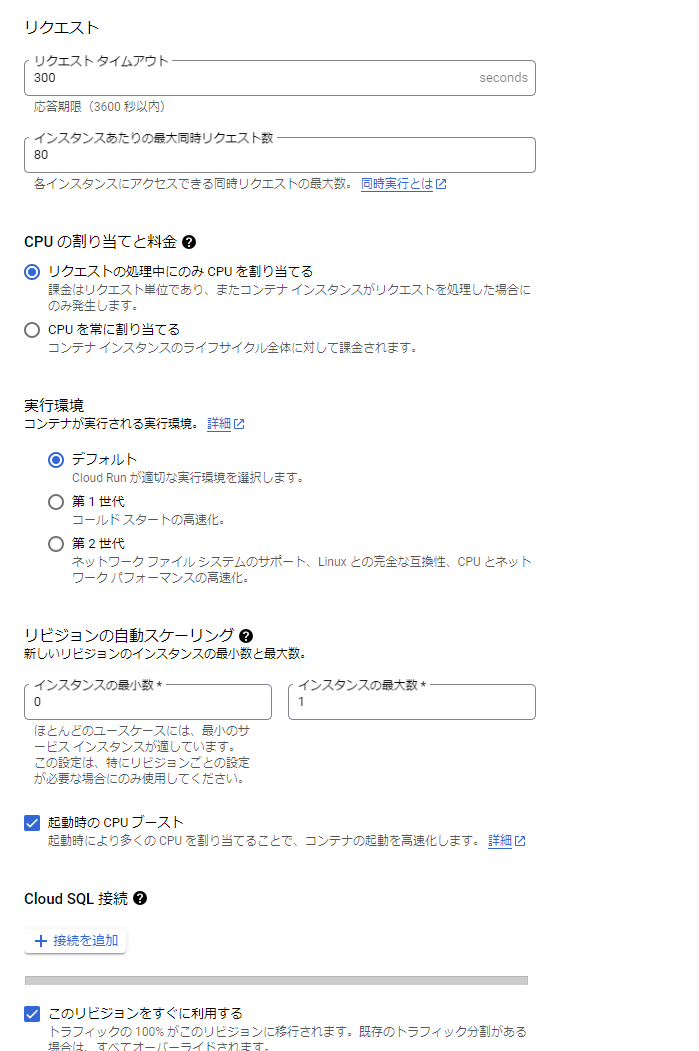 リクエスト
リクエスト タイムアウト
300 seconds
応答期限（3600 秒以内）
インスタンスあたりの最大同時リクエスト数
80
各インスタンスにアクセスできる同時リクエストの最大数。 同時実行とは
CPU の割り当てと料金
リクエストの処理中にのみ CPU を割り当てる
課金はリクエスト単位であり、またコンテナ インスタンスがリクエストを処理した場合に
のみ発生します。
CPU を常に割り当てる
コンテナ インスタンスのライフサイクル全体に対して課金されます。
実行環境
コンテナが実行される実行環境。 詳細
デフォルト
Cloud Run が適切な実行環境を選択します。
第 1 世代
コールド スタートの高速化。
第 2 世代
ネットワーク ファイル システムのサポート、Linux との完全な互換性、CPU とネット
ワーク パフォーマンスの高速化。
リビジョンの自動スケーリング
新しいリビジョンのインスタンスの最小数と最大数。
インスタンスの最小数 * インスタンスの最大数 *
0 1
ほとんどのユースケースには、最小のサ
ービス インスタンスが適しています。
この設定は、特にリビジョンごとの設定
が必要な場合にのみ使用してください。
起動時の CPU ブースト
起動時により多くの CPU を割り当てることで、コンテナの起動を高速化します。 詳細
Cloud SQL 接続
接続を追加
このリビジョンをすぐに利用する
トラフィックの 100% がこのリビジョンに移行されます。既存のトラフィック分割がある
場合は、すべてオーバーライドされます。